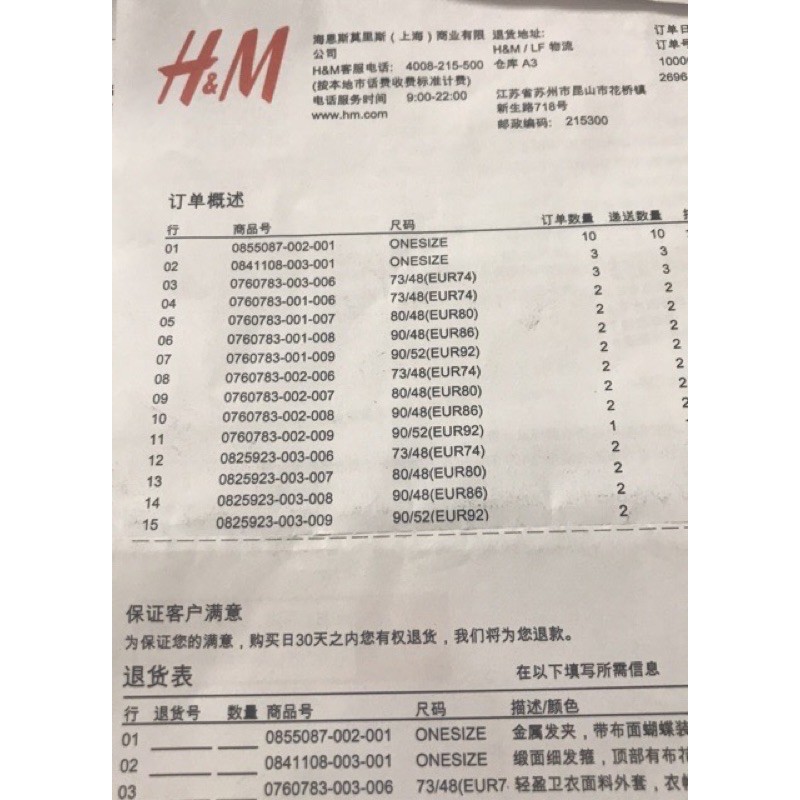 H&M
海恩斯莫里斯（上海）商业有限公司
H&M客服电话: 4008-215-500
(按本地市话费收费标准计费)
电话服务时间 9:00-22:00
www.hm.com
退货地址:
H&M / LF 物流
仓库 A3
江苏省苏州市昆山市花桥镇
新生路718号
邮政编码: 215300
订单日
订单号
1000
2696
订单概述
行 商品号 尺码 订单数量 递送数量
01 0855087-002-001 ONESIZE 10 10
02 0841108-003-001 ONESIZE 3 3
03 0760783-003-006 73/48(EUR74) 3 3
04 0760783-001-006 73/48(EUR74) 2 2
05 0760783-001-007 80/48(EUR80) 2 2
06 0760783-001-008 90/48(EUR86) 2 2
07 0760783-001-009 90/52(EUR92) 2 2
08 0760783-002-006 73/48(EUR74) 2 2
09 0760783-002-007 80/48(EUR80) 2 2
10 0760783-002-008 90/48(EUR86) 2 2
11 0760783-002-009 90/52(EUR92) 1
12 0825923-003-006 73/48(EUR74) 2
13 0825923-003-007 80/48(EUR80) 2
14 0825923-003-008 90/48(EUR86) 2
15 0825923-003-009 90/52(EUR92) 2
保证客户满意
为保证您的满意，购买日30天之内您有权退货，我们将为您退款。
退货表 在以下填写所需信息
行 退货号 数量 商品号 尺码 描述/颜色
01 0855087-002-001 ONESIZE 金属发夹，带布面蝴蝶装
02 0841108-003-001 ONESIZE 缎面细发箍，顶部有布花
03 0760783-003-006 73/48(EUR7 轻盈卫衣面料外套，衣